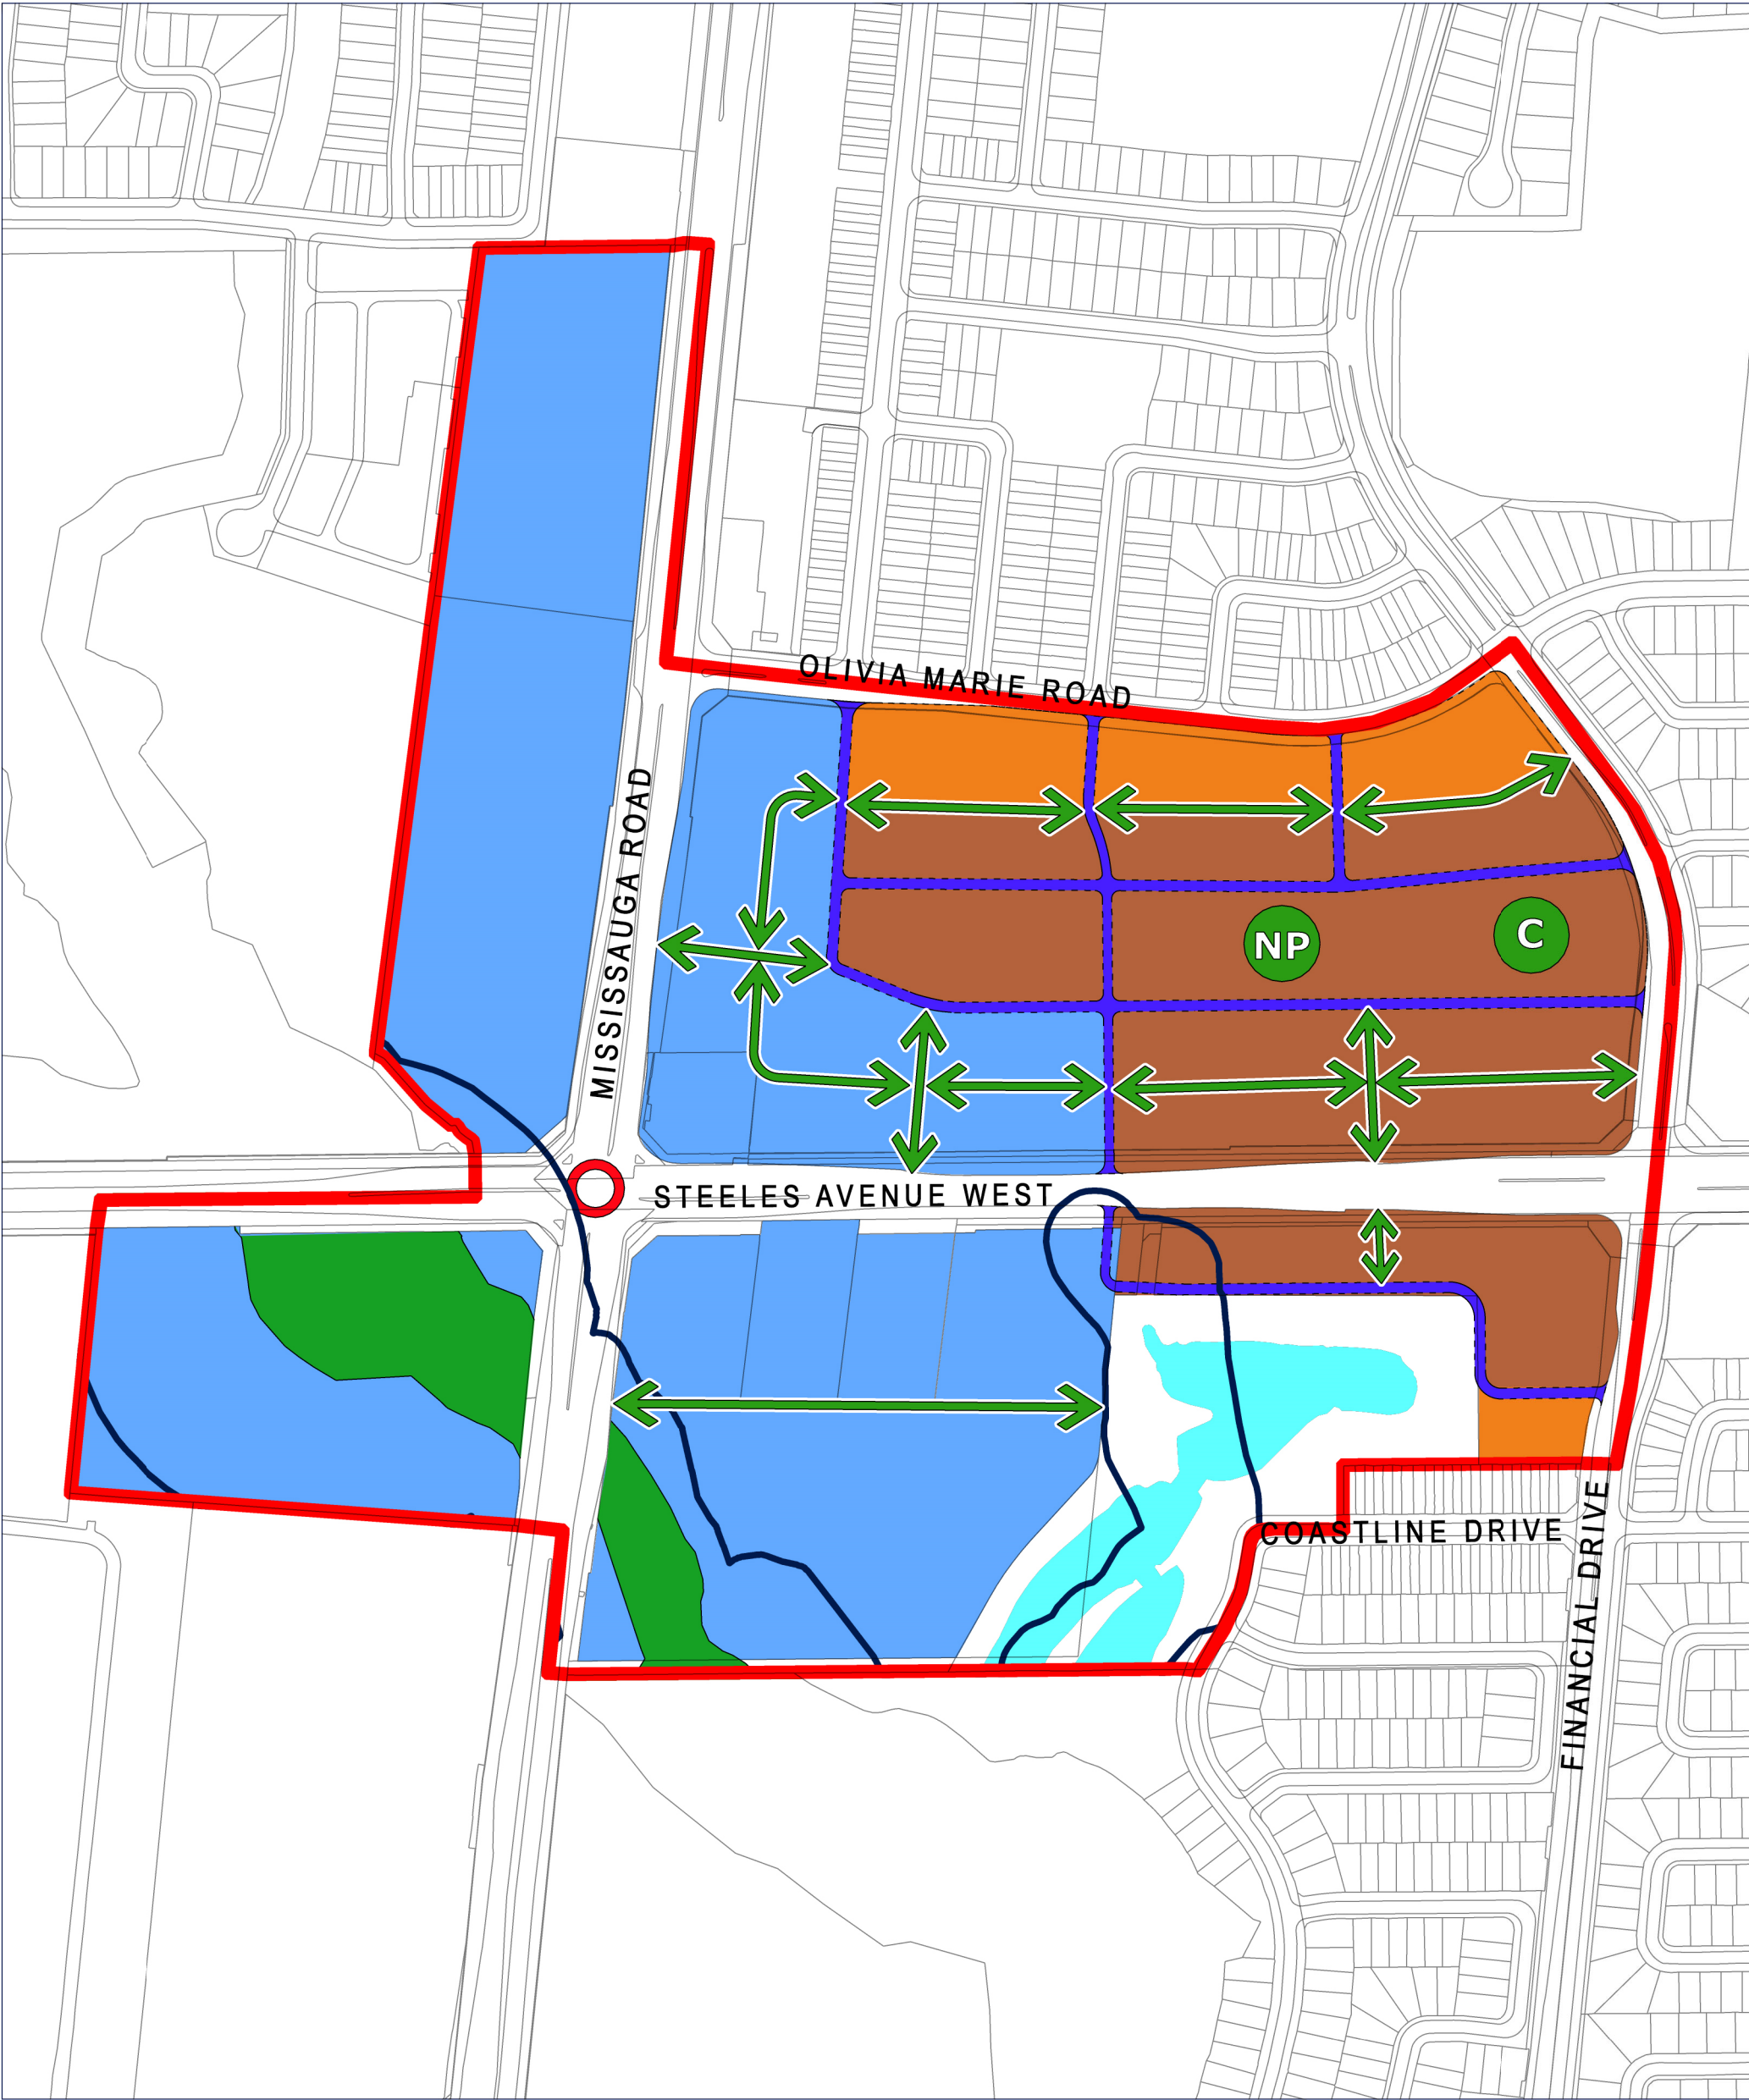 OLIVIA MARIE ROAD
MISSISSAUGA ROAD
NP
C
STEELES AVENUE WEST
COASTLINE DRIVE
FINANCIAL DRIVE